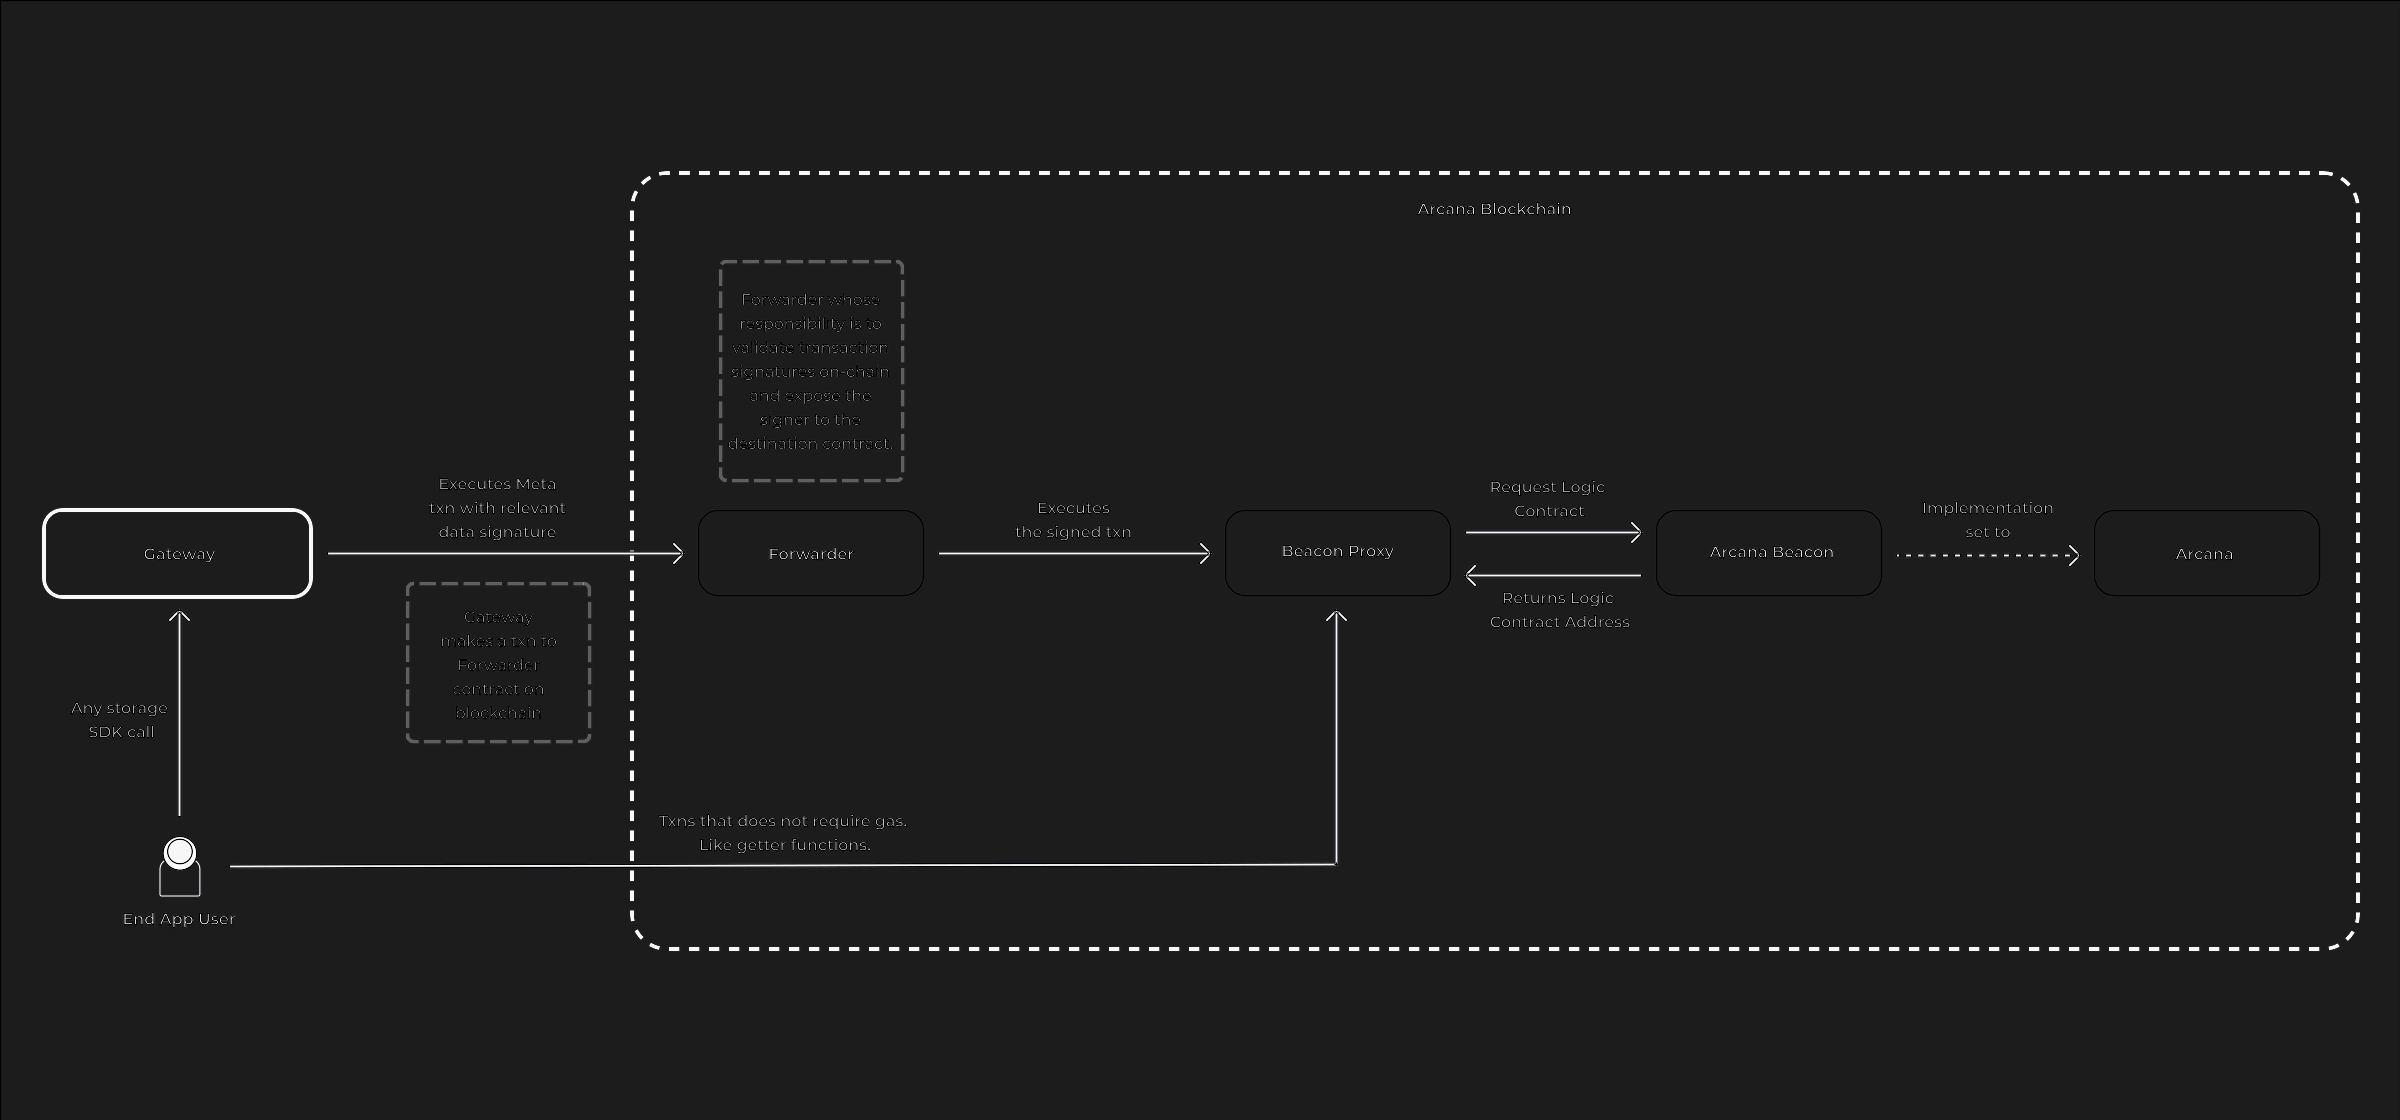 Arcana Blockchain
Forwarder whose
responsibility is to
validate transaction
signatures on-chain
and expose the
signer to the
destination contract.
Executes Meta
txn with relevant
data signature
Executes
the signed txn
Request Logic
Contract
Implementation
set to
Gateway
Forwarder
Beacon Proxy
Arcana Beacon
Arcana
Returns Logic
Contract Address
Gateway
makes a txn to
Forwarder
contract on
blockchain
Any storage
SDK call
Txns that does not require gas.
Like getter functions.
End App User